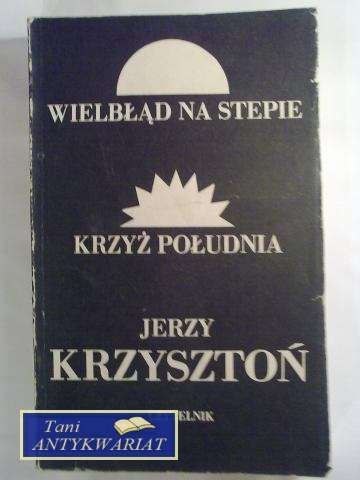 WIELBŁĄD NA STEPIE
KRZYŻ POŁUDNIA
JERZY
KRZYSZTOŃ
Tani
ANTYKWARIAT